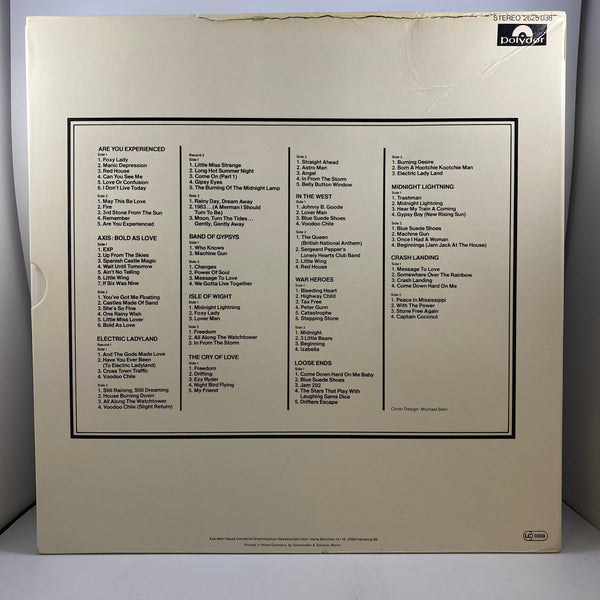 STEREO 2625 038
Polydor
ARE YOU EXPERIENCED
Side 1
1. Foxy Lady
2. Manic Depression
3. Red House
4. Can You See Me
5. Love or Confusion
6. I Don't Live Today
Side 2
1. May This Be Love
2. Fire
3. 3rd Stone From The Sun
4. Remember
5. Are You Experienced
AXIS: BOLD AS LOVE
Side 1
1. EXP
2. Up From The Skies
3. Spanish Castle Magic
4. Wait Until Tomorrow
5. Ain't No Telling
6. Little Wing
7. If Six Was Nine
Side 2
1. You've Got Me Floating
2. Castles Made Of Sand
3. She's So Fine
4. One Rainy Wish
5. Little Miss Lover
6. Bold As Love
ELECTRIC LADYLAND
Record 1
Side 1
1. And The Gods Made Love
2. Have You Ever Been
(To Electric Ladyland)
3. Cross Town Traffic
4. Voodoo Chile
Side 2
1. Still Raining, Still Dreaming
2. House Burning Down
3. All Along The Watchtower
4. Voodoo Chile (Slight Return)
Record 2
Side 1
1. Little Miss Strange
2. Long Hot Summer Night
3. Come On (Part 1)
4. Gipsy Eyes
5. The Burning Of The Midnight Lamp
Side 2
1. Rainy Day, Dream Away
2. 1983....(A Merman I Should
Turn To Be)
3. Moon, Turn The Tides....
Gently, Gently Away
BAND OF GYPSYS
Side 1
1. Who Knows
2. Machine Gun
Side 2
1. Changes
2. Power Of Soul
3. Message To Love
4. We Gotta Live Together
ISLE OF WIGHT
Side 1
1. Midnight Lightning
2. Foxy Lady
3. Lover Man
Side 2
1. Freedom
2. All Along The Watchtower
3. In From The Storm
THE CRY OF LOVE
Side 1
1. Freedom
2. Drifting
3. Ezy Ryder
4. Night Bird Flying
5. My Friend
Side 2
1. Straight Ahead
2. Astro Man
3. Angel
4. In From The Storm
5. Belly Button Window
IN THE WEST
Side 1
1. Johnny B. Goode
2. Lover Man
3. Blue Suede Shoes
4. Voodoo Chile
Side 2
1. The Queen
(British National Anthem)
2. Sergeant Pepper's
Lonely Hearts Club Band
3. Little Wing
4. Red House
WAR HEROES
Side 1
1. Bleeding Heart
2. Highway Child
3. Tax Free
4. Peter Gunn
5. Catastrophe
6. Stepping Stone
Side 2
1. Midnight
2. 3 Little Bears
3. Beginning
4. Izabella
LOOSE ENDS
Side 1
1. Come Down Hard On Me Baby
2. Blue Suede Shoes
3. Jam 292
4. The Stars That Play With
Laughing Sams Dice
5. Drifters Escape
Side 2
1. Burning Desire
2. Born A Hootchie Kootchie Man
3. Electric Lady Land
MIDNIGHT LIGHTNING
Side 1
1. Trashman
2. Midnight Lightning
3. Hear My Train A Coming
4. Gypsy Boy (New Rising Sun)
Side 2
1. Blue Suede Shoes
2. Machine Gun
3. Once I Had A Woman
4. Beginnings (Jam Jack At The House)
CRASH LANDING
Side 1
1. Message To Love
2. Somewhere Over The Rainbow
3. Crash Landing
4. Come Down Hard On Me
Side 2
1. Peace In Mississippi
2. With The Power
3. Stone Free Again
4. Captain Coconut
Cover Design: Michael Behr
Aus dem Hause Deutsche Grammophon Gesellschaft mbH, Hohe Bleichen 14-16, 2000 Hamburg 36
Printed in West Germany, by
LC 0309